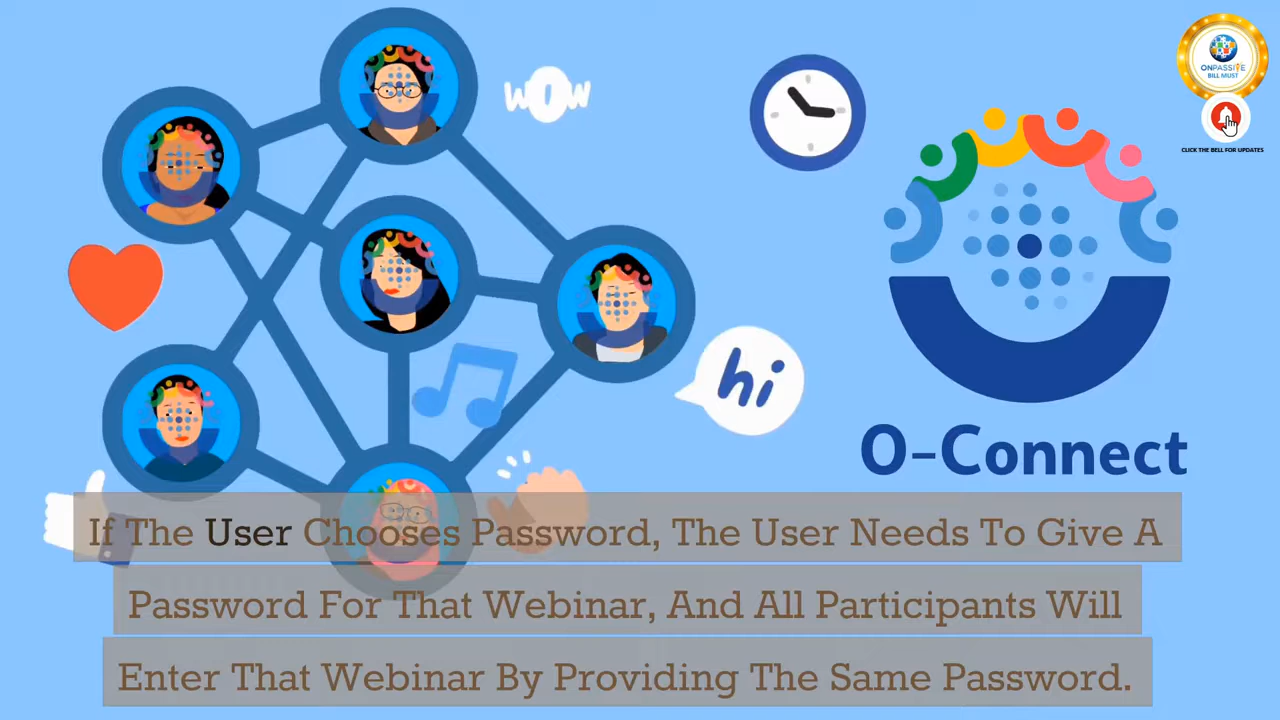 WOW
ONPASSIVE
BILL MUST
CLICK THE BELL FOR UPDATES
hi
O-Connect
If The User Chooses Password, The User Needs To Give A
Password For That Webinar, And All Participants Will
Enter That Webinar By Providing The Same Password.